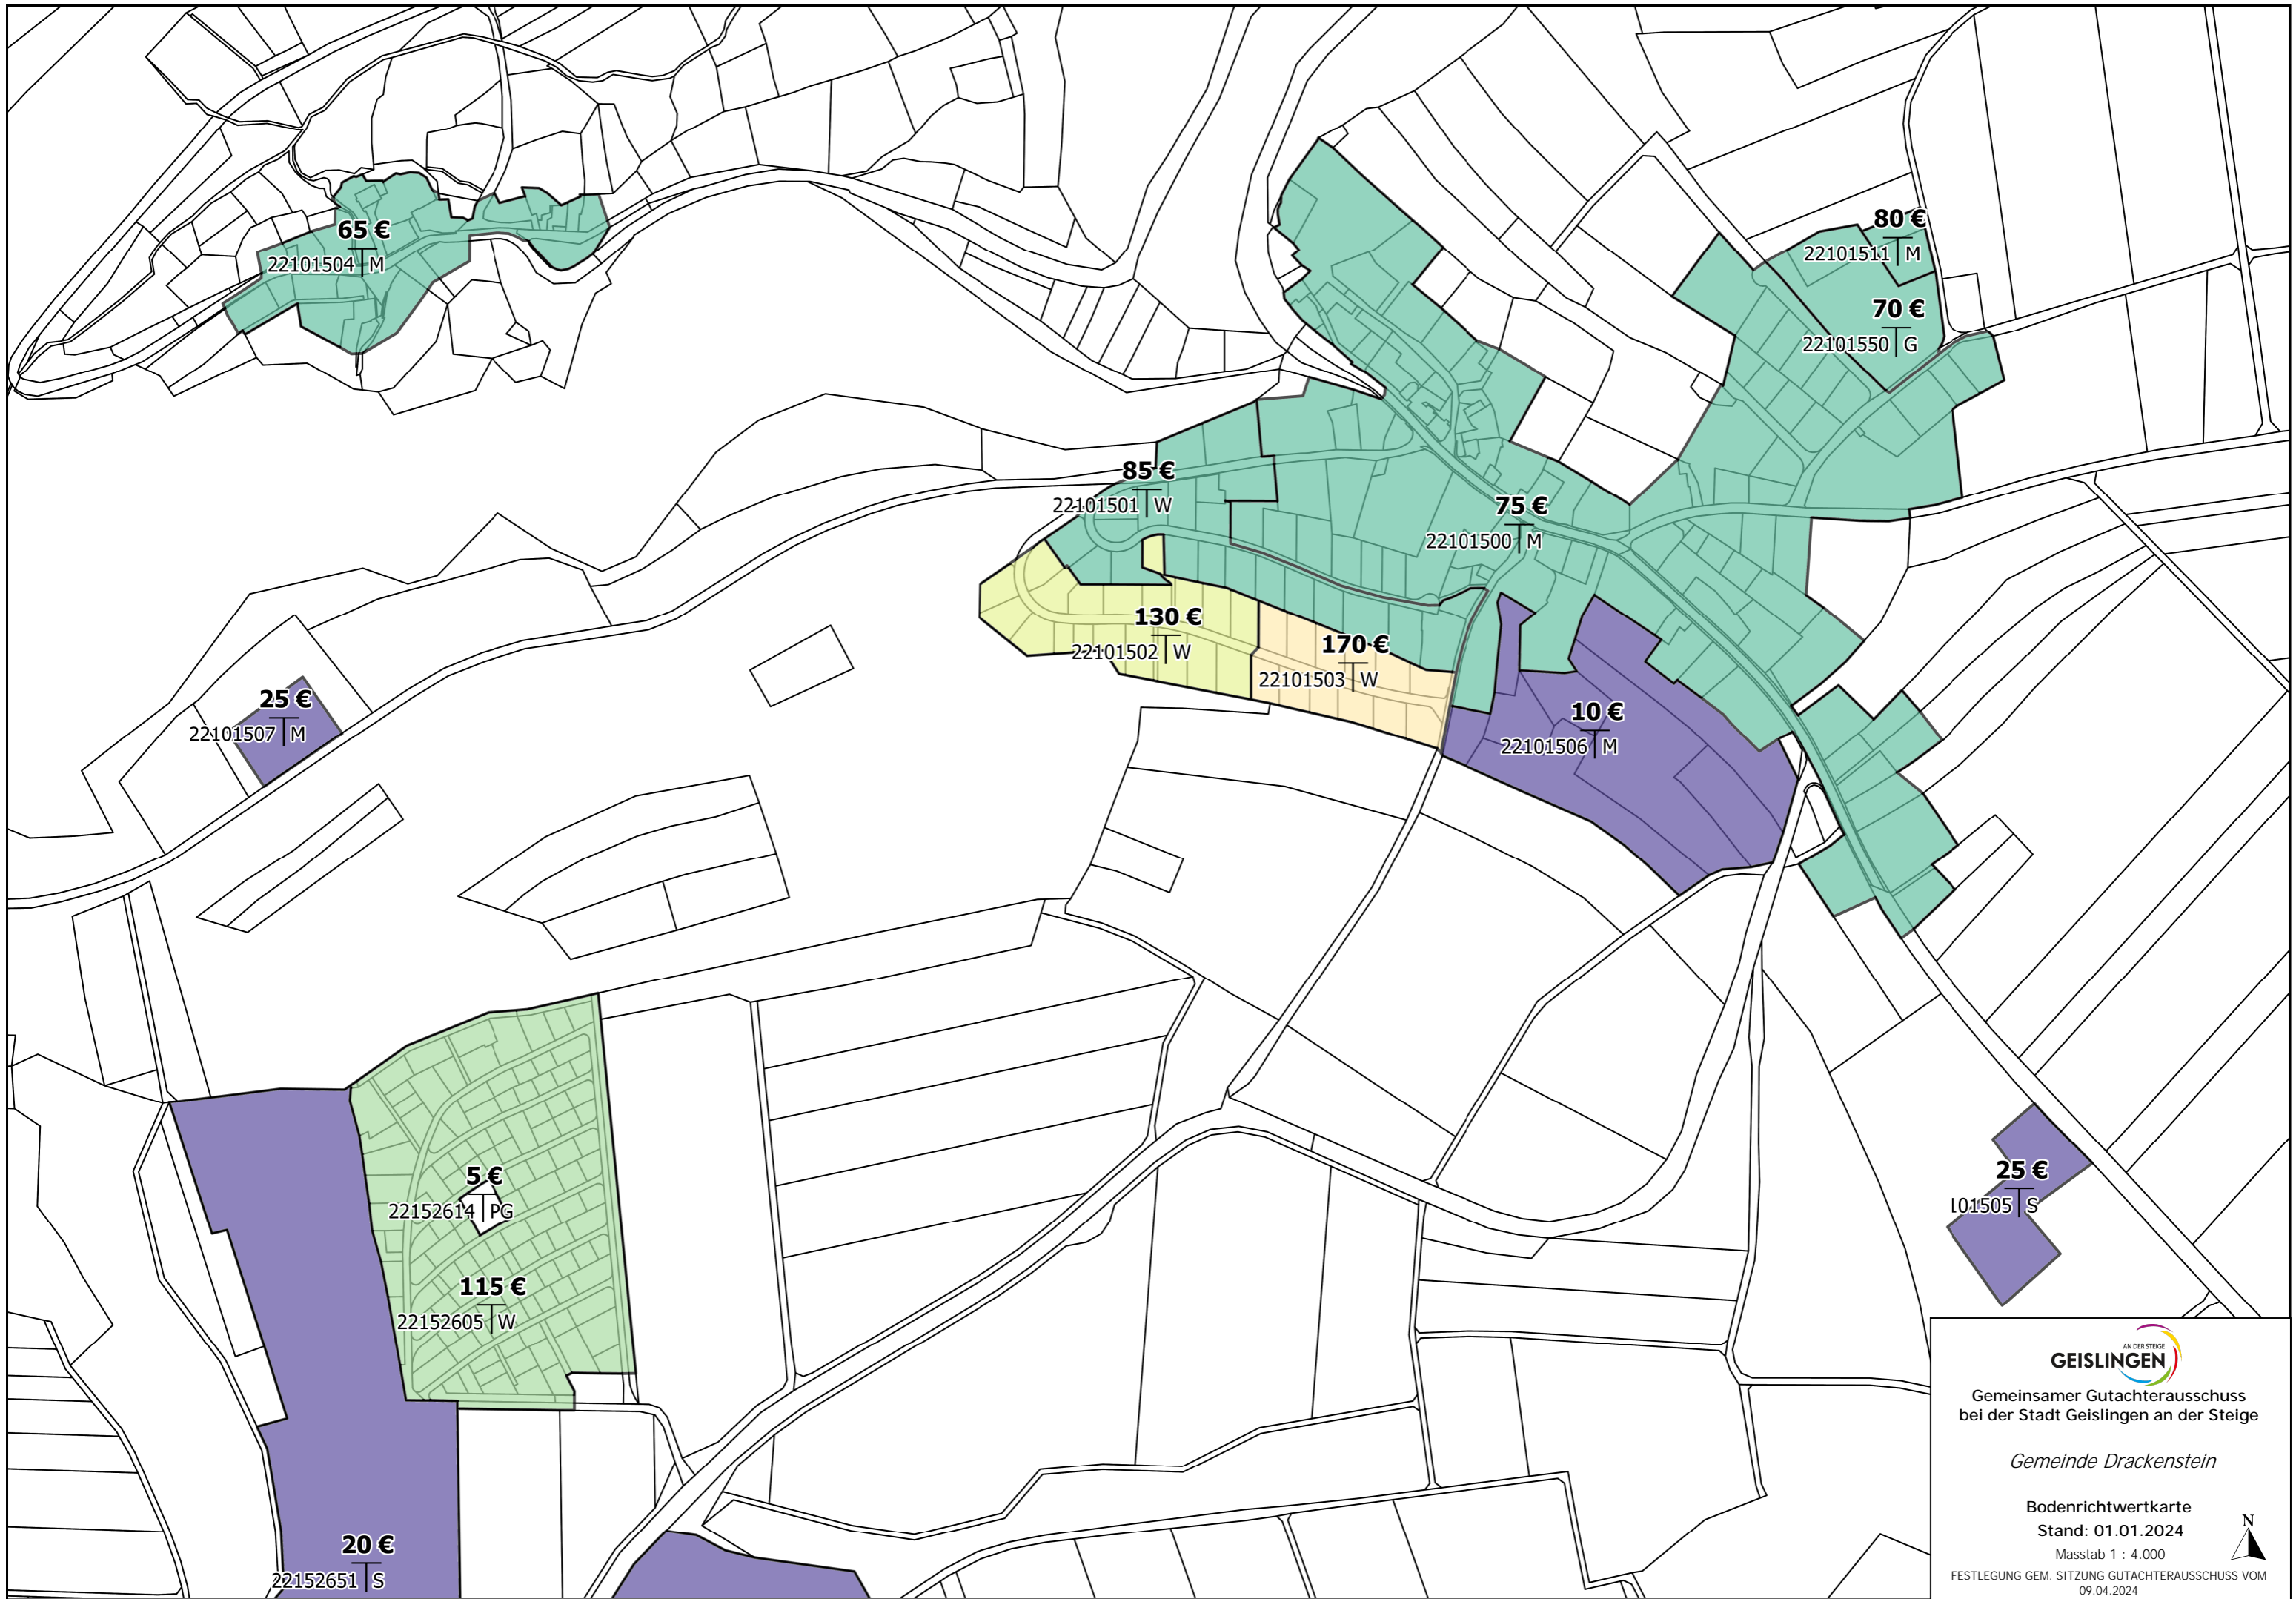 65 €
22101504 M
80 €
22101511 M
70 €
22101550 G
85 €
22101501 W
75 €
22101500 M
130 €
22101502 W
170 €
22101503 W
25 €
22101507 M
10 €
22101506 M
5 €
22152614 PG
25 €
101505 S
115 €
22152605 W
20 €
22152651 S
AN DER STEIGE
GEISLINGEN
Gemeinsamer Gutachterausschuss
bei der Stadt Geislingen an der Steige
Gemeinde Drackenstein
Bodenrichtwertkarte
Stand: 01.01.2024
N
Masstab 1 : 4.000
FESTLEGUNG GEM. SITZUNG GUTACHTERAUSSCHUSS VOM
09.04.2024